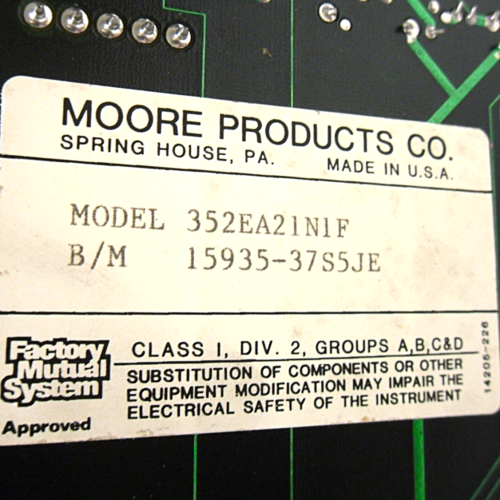 MOORE PRODUCTS CO.
SPRING HOUSE, PA. MADE IN U.S.A.
MODEL 352EA21N1F
B/M 15935-37S5JE
Factory
Mutual
System
Approved
CLASS I, DIV. 2, GROUPS A,B,C&D
SUBSTITUTION OF COMPONENTS OR OTHER
EQUIPMENT MODIFICATION MAY IMPAIR THE
ELECTRICAL SAFETY OF THE INSTRUMENT
14205-226